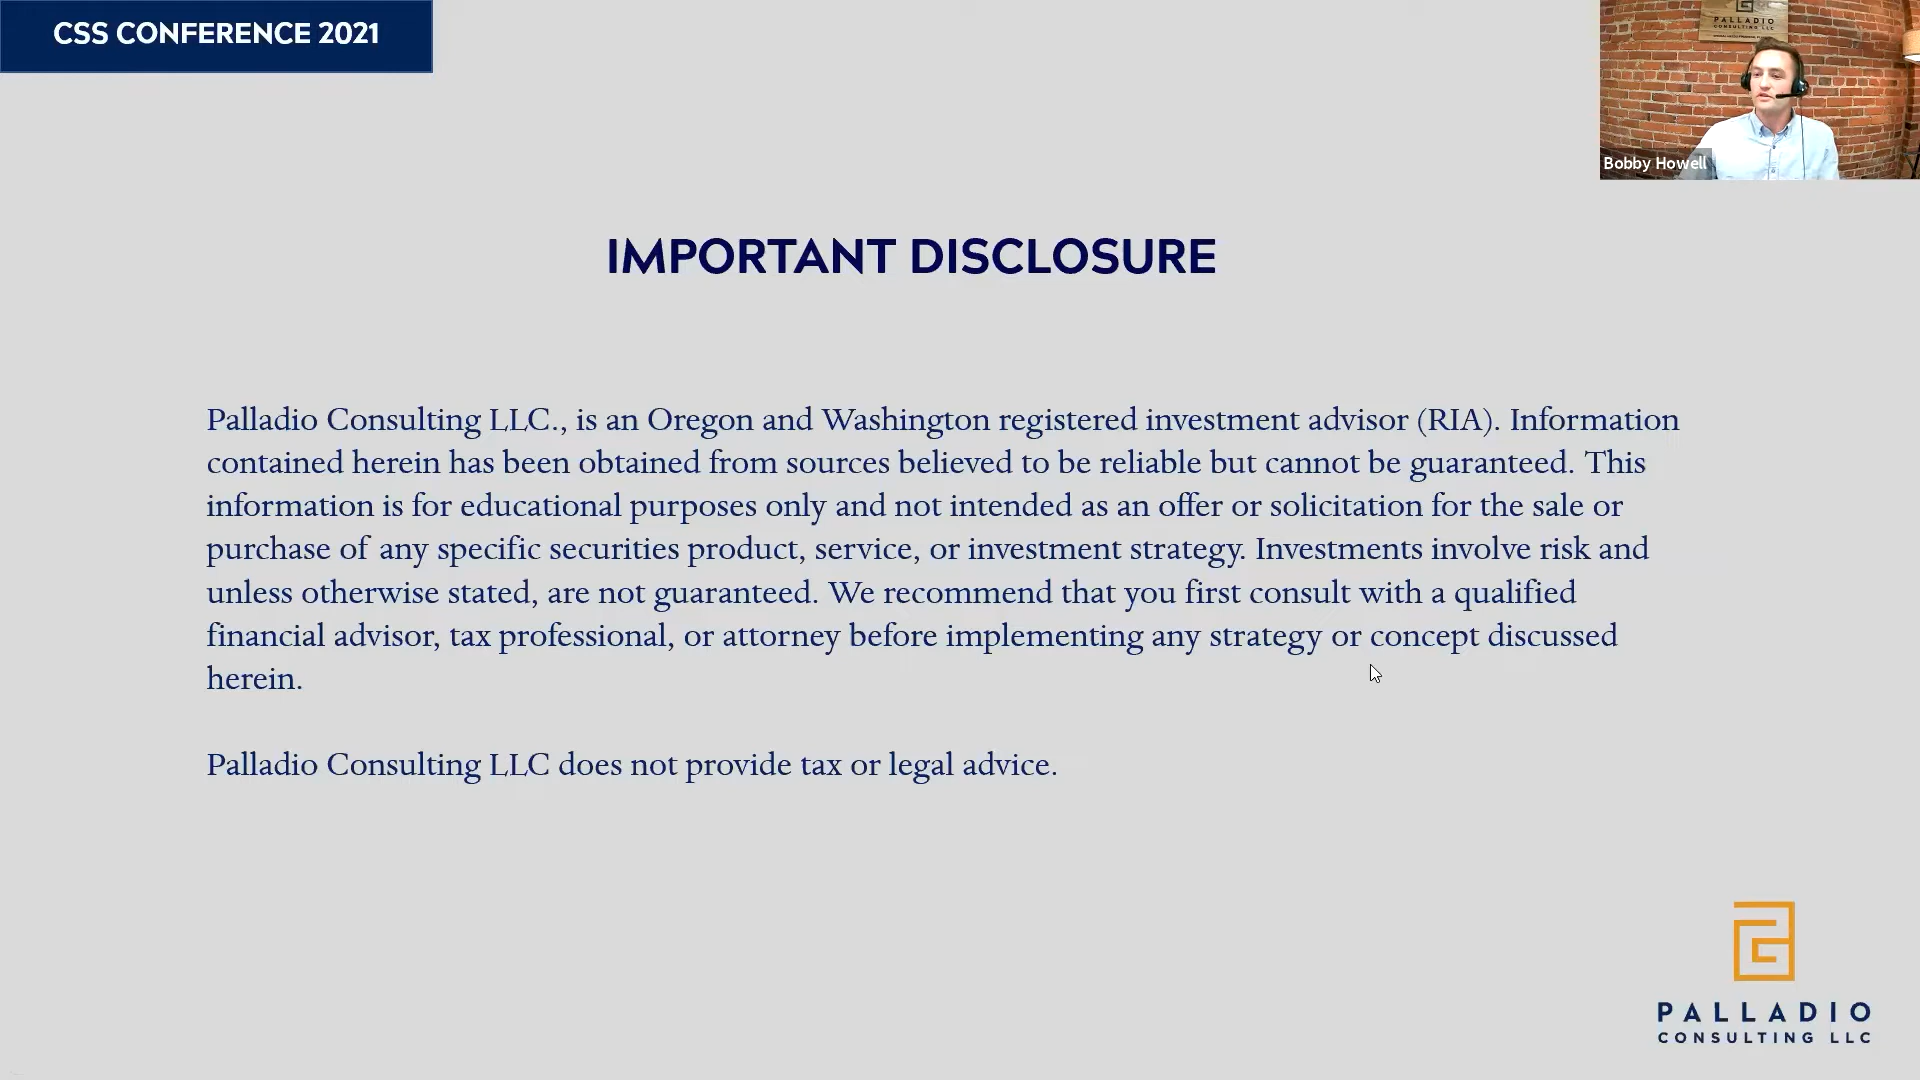 CSS CONFERENCE 2021
PALLADIO
CONSULTING LLC
Bobby Howell
IMPORTANT DISCLOSURE
Palladio Consulting LLC., is an Oregon and Washington registered investment advisor (RIA). Information
contained herein has been obtained from sources believed to be reliable but cannot be guaranteed. This
information is for educational purposes only and not intended as an offer or solicitation for the sale or
purchase of any specific securities product, service, or investment strategy. Investments involve risk and
unless otherwise stated, are not guaranteed. We recommend that you first consult with a qualified
financial advisor, tax professional, or attorney before implementing any strategy or concept discussed
herein.
Palladio Consulting LLC does not provide tax or legal advice.
PALLADIO
CONSULTING LLC